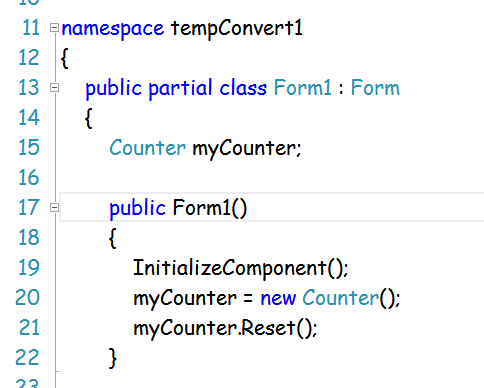 11 namespace tempConvert1
12 {
13 public partial class Form1 : Form
14 {
15 Counter myCounter;
16
17 public Form1()
18 {
19 InitializeComponent();
20 myCounter = new Counter();
21 myCounter.Reset();
22 }